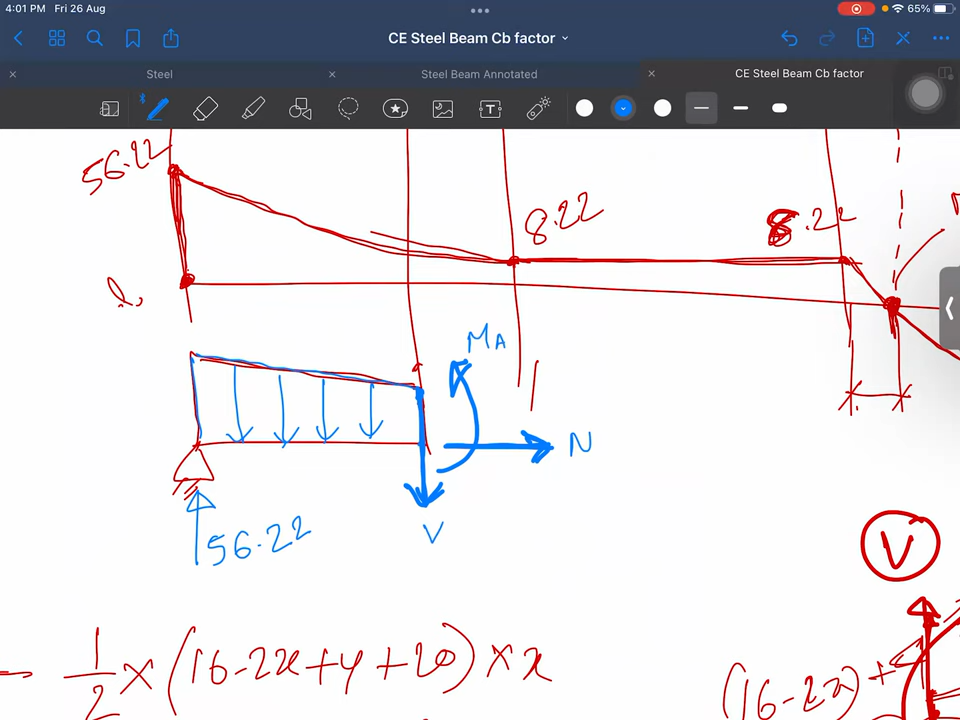 4:01 PM Fri 26 Aug
65%
CE Steel Beam Cb factor
Steel
Steel Beam Annotated
CE Steel Beam Cb factor
56.22
8.22
8.22
MA
N
56.22
V
V
1/2 × (16-2x+4+20) × x
(16-2x)+